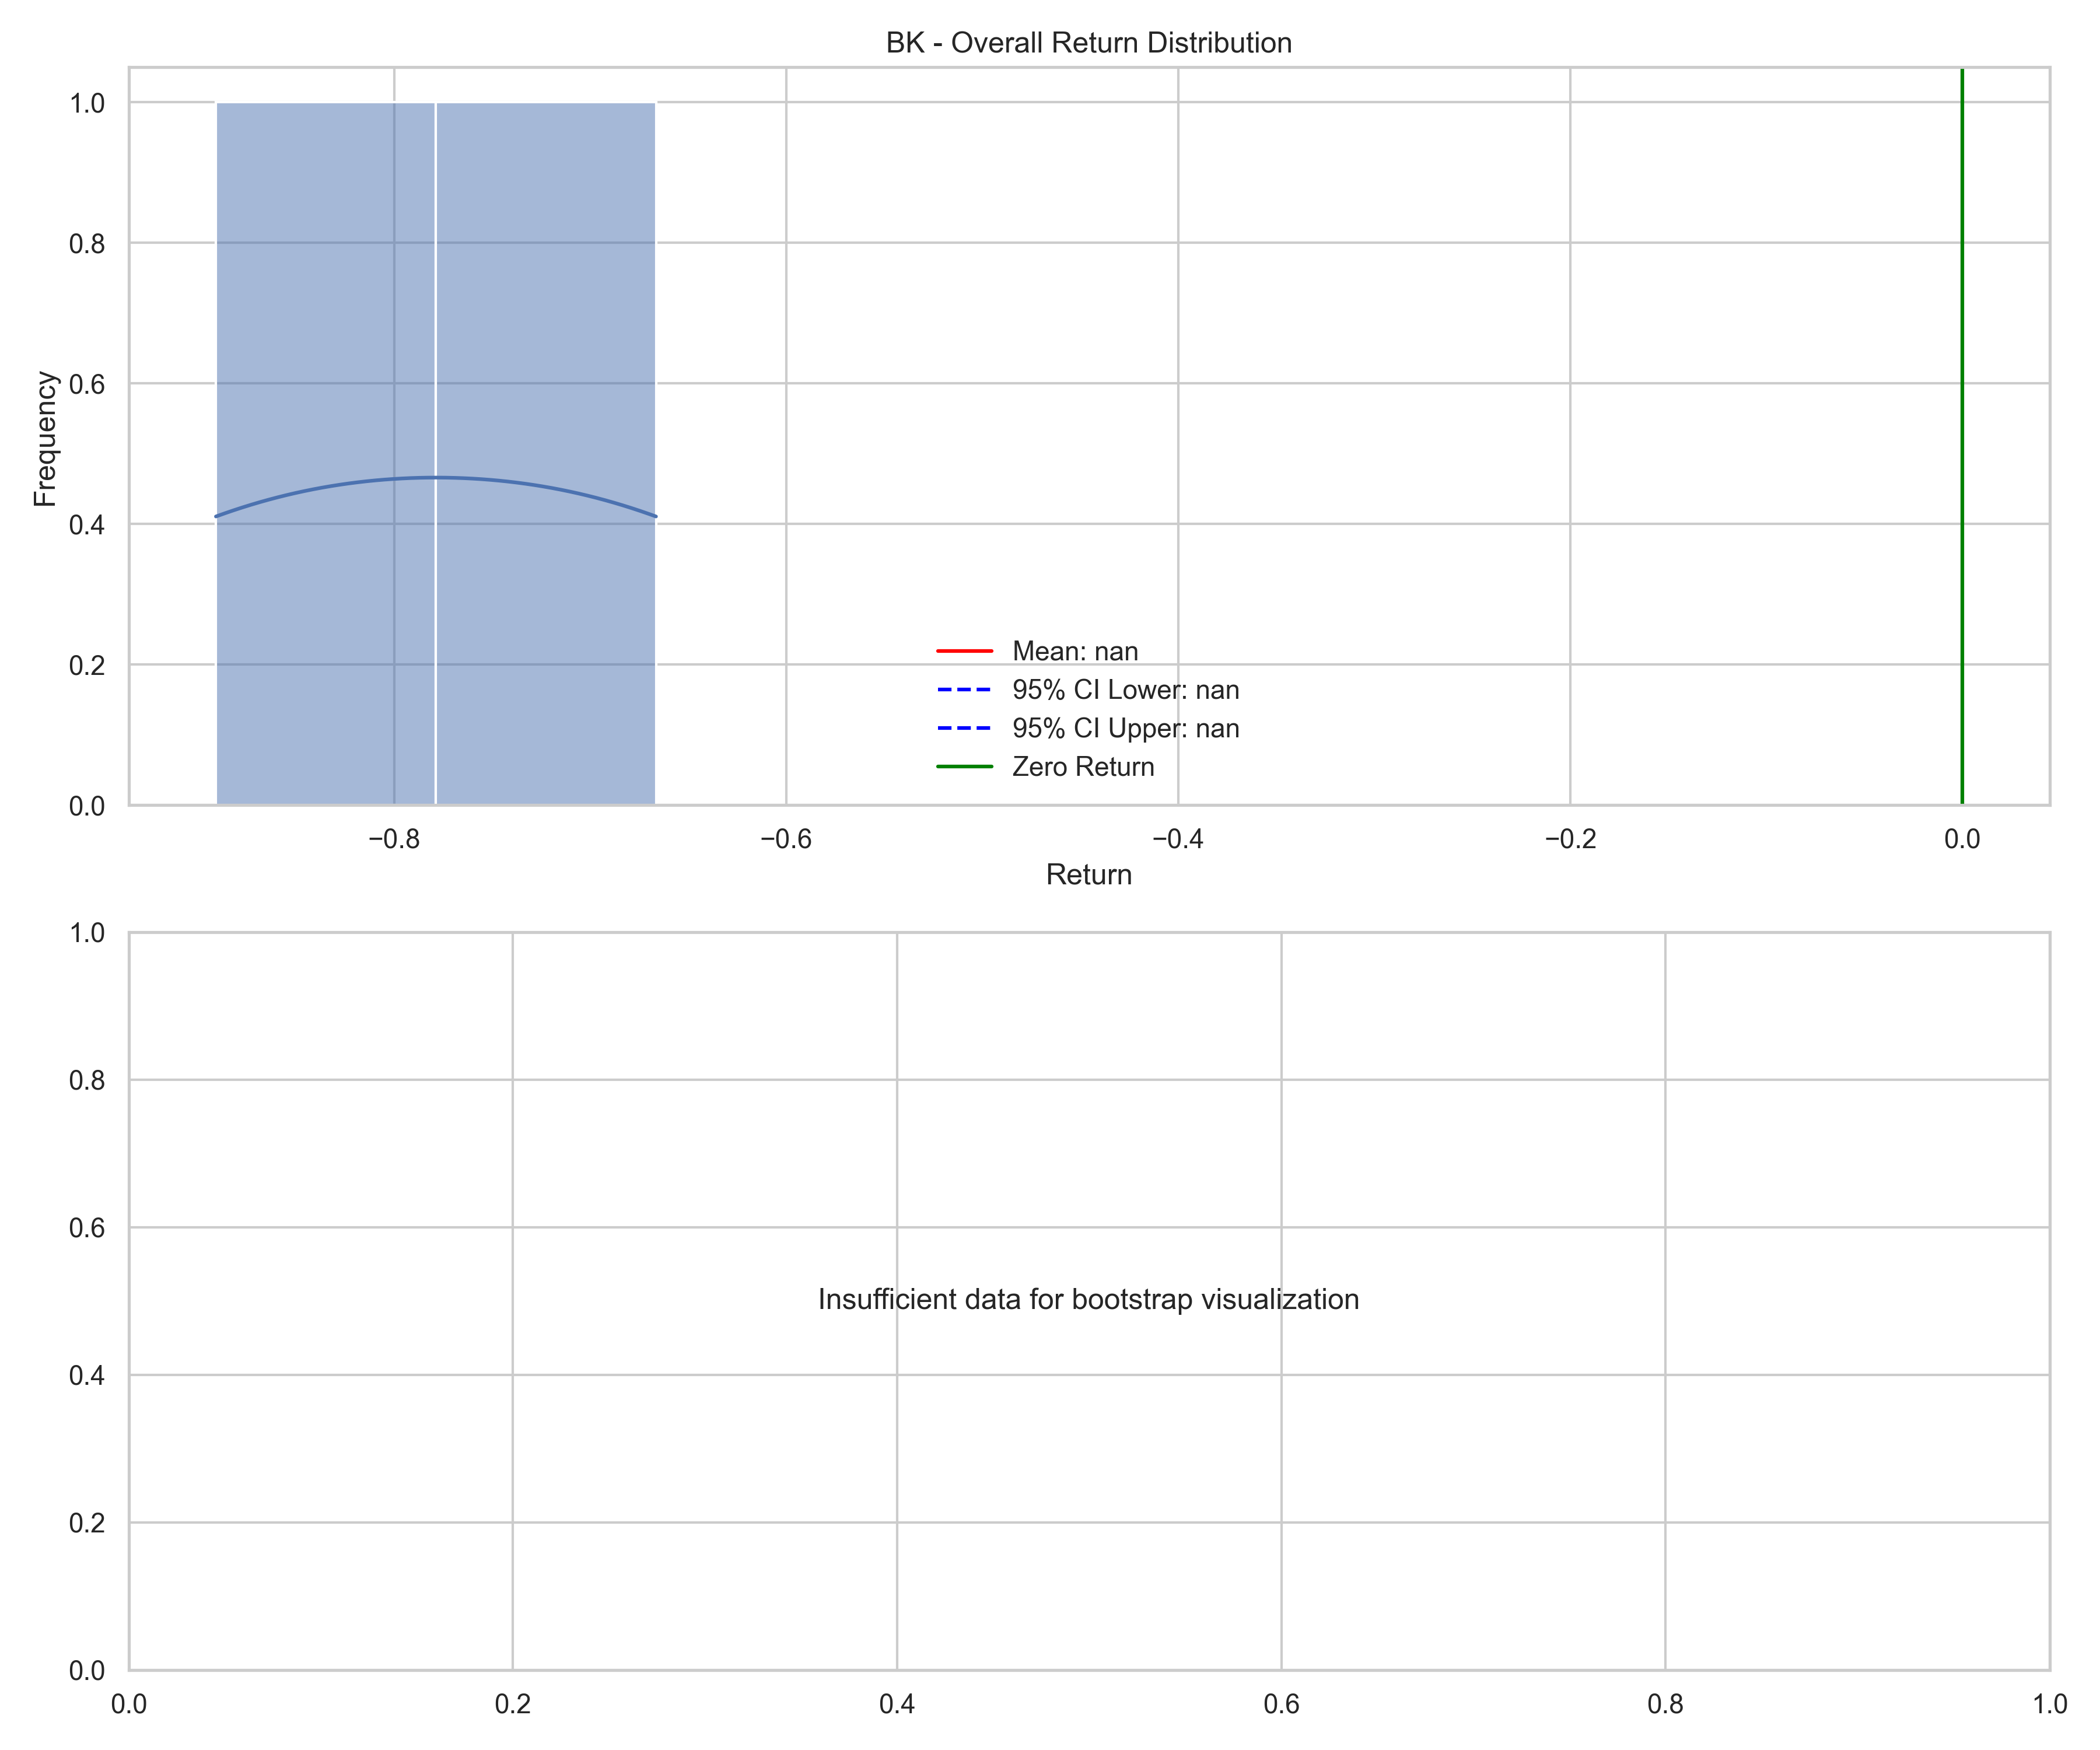 BK - Overall Return Distribution
1.0
0.8
0.6
0.4
0.2
0.0
Frequency
Mean: nan
95% CI Lower: nan
95% CI Upper: nan
Zero Return
−0.8
−0.6
−0.4
−0.2
0.0
Return
1.0
0.8
0.6
0.4
0.2
0.0
Insufficient data for bootstrap visualization
0.0
0.2
0.4
0.6
0.8
1.0